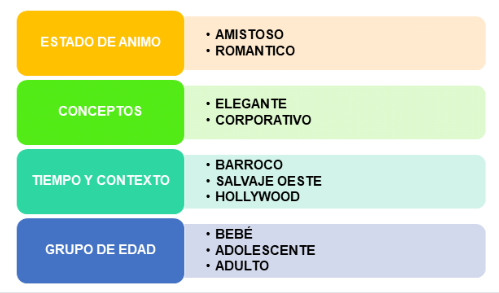 ESTADO DE ANIMO
• AMISTOSO
• ROMANTICO
CONCEPTOS
• ELEGANTE
• CORPORATIVO
TIEMPO Y CONTEXTO
• BARROCO
• SALVAJE OESTE
• HOLLYWOOD
GRUPO DE EDAD
• BEBÉ
• ADOLESCENTE
• ADULTO